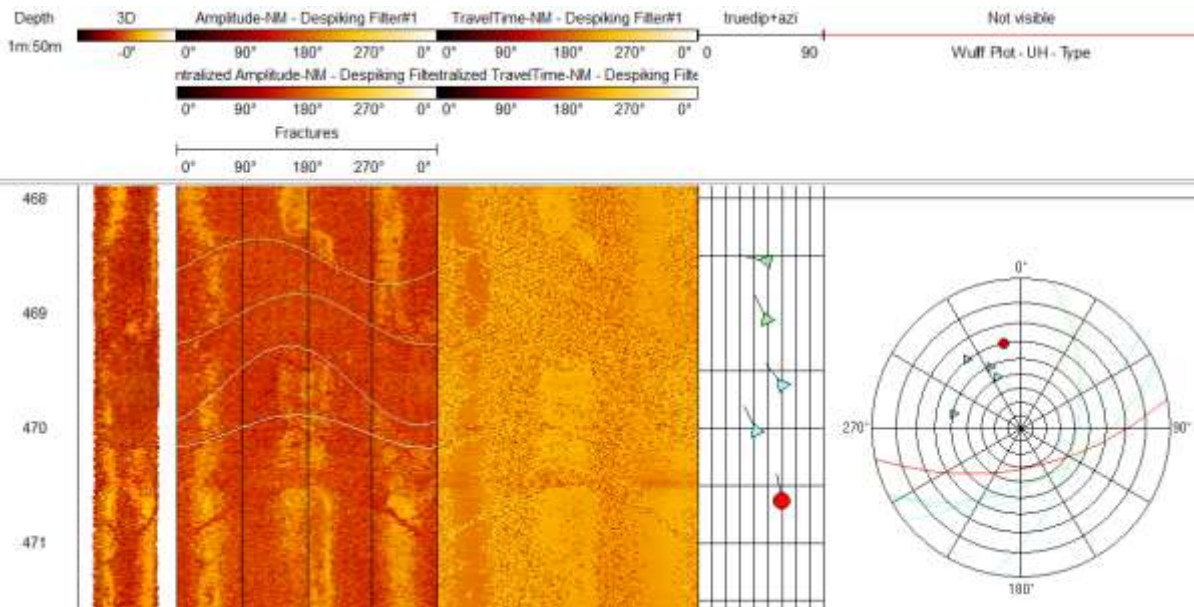 Depth 3D Amplitude-NM - Despiking Filter#1 TravelTime-NM - Despiking Filter#1 truedip+azi Not visible
1m:50m -0° 0° 90° 180° 270° 0° 0° 90° 180° 270° 0° 0 90 Wulff Plot - UH - Type
ntralized Amplitude-NM - Despiking Filte tralized TravelTime-NM - Despiking Filte
0° 90° 180° 270° 0° 0° 90° 180° 270° 0°
Fractures
0° 90° 180° 270° 0°
468
0°
469
270° 90°
470
471
180°